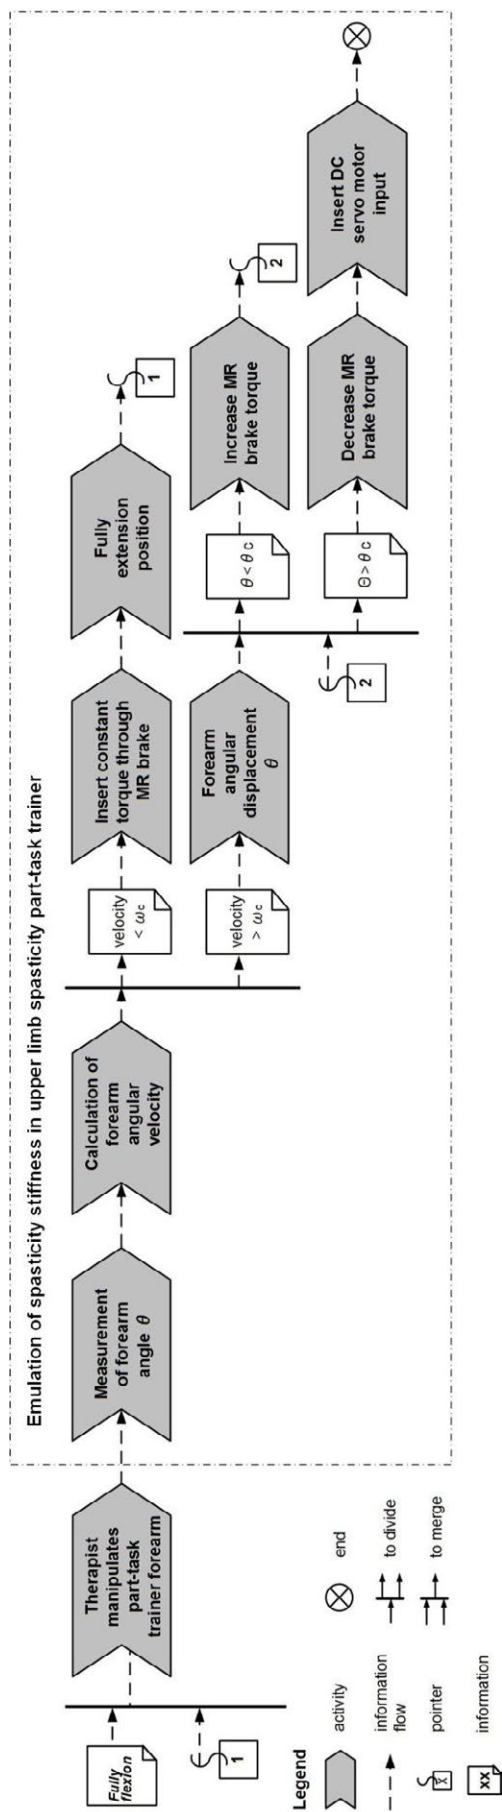 Emulation of spasticity stiffness in upper limb spasticity part-task trainer
Fully
flexion
1
Therapist
manipulates
part-task
trainer forearm
Measurement
of forearm
angle θ
Calculation of
forearm
angular
velocity
velocity
< ωc
Insert constant
torque through
MR brake
Fully
extension
position
1
velocity
> ωc
Forearm
angular
displacement
θ
θ < θ c
Increase MR
brake torque
2
2
Θ > θ c
Decrease MR
brake torque
Insert DC
servo motor
input
Legend
activity
end
information
flow
to divide
x
pointer
to merge
xx
information